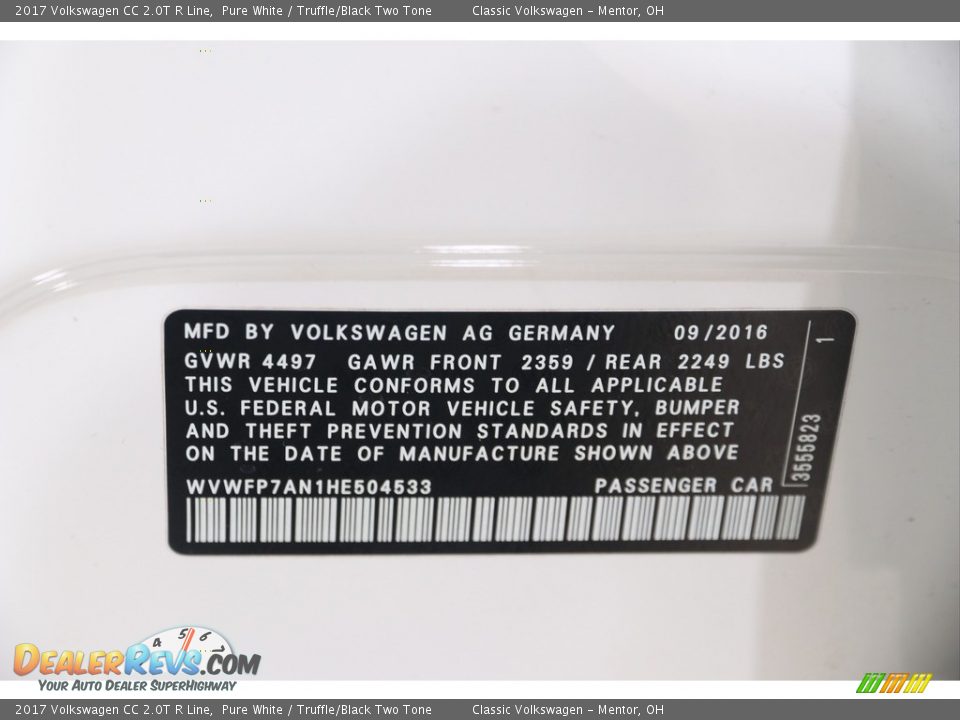 2017 Volkswagen CC 2.0T R Line, Pure White / Truffle/Black Two Tone Classic Volkswagen - Mentor, OH
MFD BY VOLKSWAGEN AG GERMANY 09/2016
GVWR 4497 GAWR FRONT 2359 / REAR 2249 LBS
THIS VEHICLE CONFORMS TO ALL APPLICABLE
U.S. FEDERAL MOTOR VEHICLE SAFETY, BUMPER
AND THEFT PREVENTION STANDARDS IN EFFECT
ON THE DATE OF MANUFACTURE SHOWN ABOVE
WVWFP7AN1HE504533 PASSENGER CAR
3555823 1
4 5 6 7
DEALERREVS.COM
YOUR AUTO DEALER SUPERHIGHWAY
2017 Volkswagen CC 2.0T R Line, Pure White / Truffle/Black Two Tone Classic Volkswagen - Mentor, OH